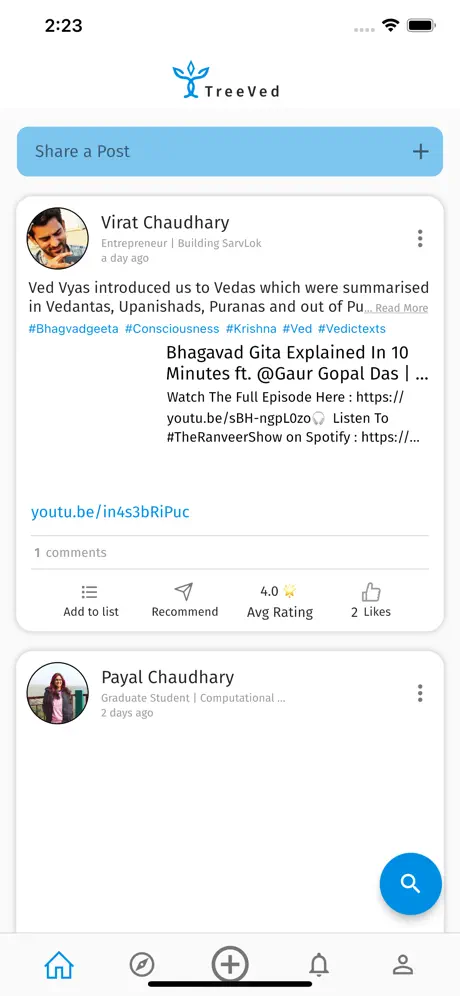 2:23
TreeVed
Share a Post
Virat Chaudhary
Entrepreneur | Building SarvLok
a day ago
Ved Vyas introduced us to Vedas which were summarised
in Vedantas, Upanishads, Puranas and out of Pu... Read More
#Bhagvadgeeta #Consciousness #Krishna #Ved #Vedictexts
Bhagavad Gita Explained In 10
Minutes ft. @Gaur Gopal Das | ...
Watch The Full Episode Here : https://
youtu.be/sBH-ngpL0zo🎧 Listen To
#TheRanveerShow on Spotify : https://...
youtu.be/in4s3bRiPuc
1 comments
Add to list
Recommend
4.0 🌟
Avg Rating
2 Likes
Payal Chaudhary
Graduate Student | Computational ...
2 days ago